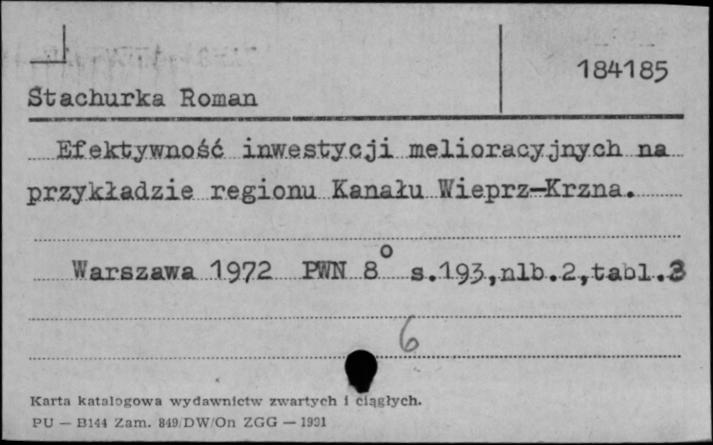 184185
Stachurka Roman
Efektywność inwestycji melioracyjnych na
przykładzie regionu Kanału Wieprz-Krzna.
Warszawa 1972 PWN 8° s.193,nlb.2,tabl.3
6
Karta katalogowa wydawnictw zwartych i ciągłych.
PU — B144 Zam. 849/DW/On ZGG — 1991